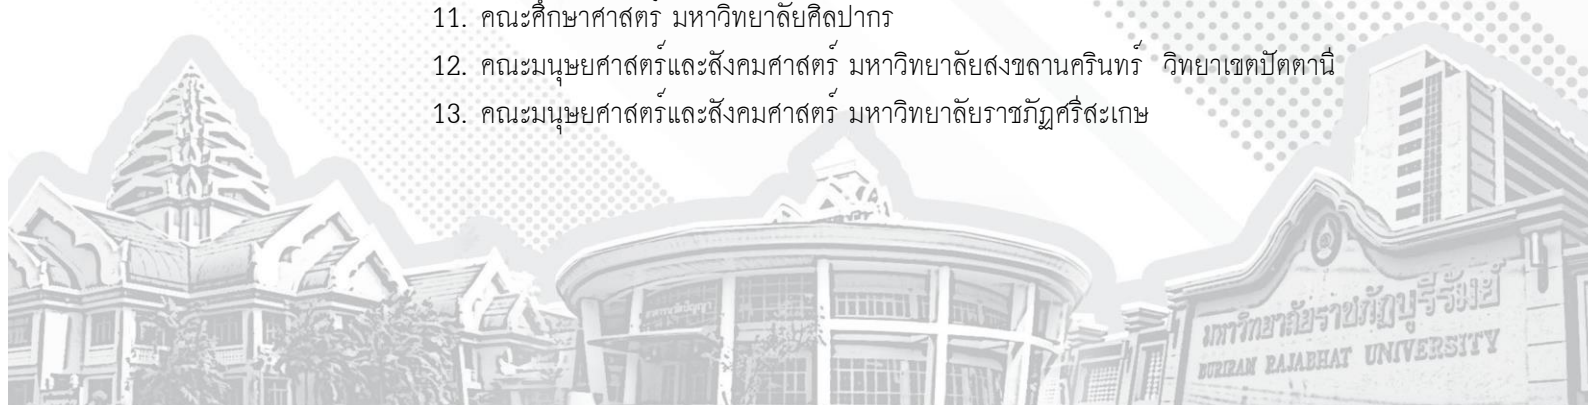 11. คณะศึกษาศาสตร์ มหาวิทยาลัยศิลปากร
12. คณะมนุษยศาสตร์และสังคมศาสตร์ มหาวิทยาลัยสงขลานครินทร์ วิทยาเขตปัตตานี
13. คณะมนุษยศาสตร์และสังคมศาสตร์ มหาวิทยาลัยราชภัฏศรีสะเกษ
มหาวิทยาลัยราชภัฏบุรีรัมย์
BURIRAM RAJABHAT UNIVERSITY